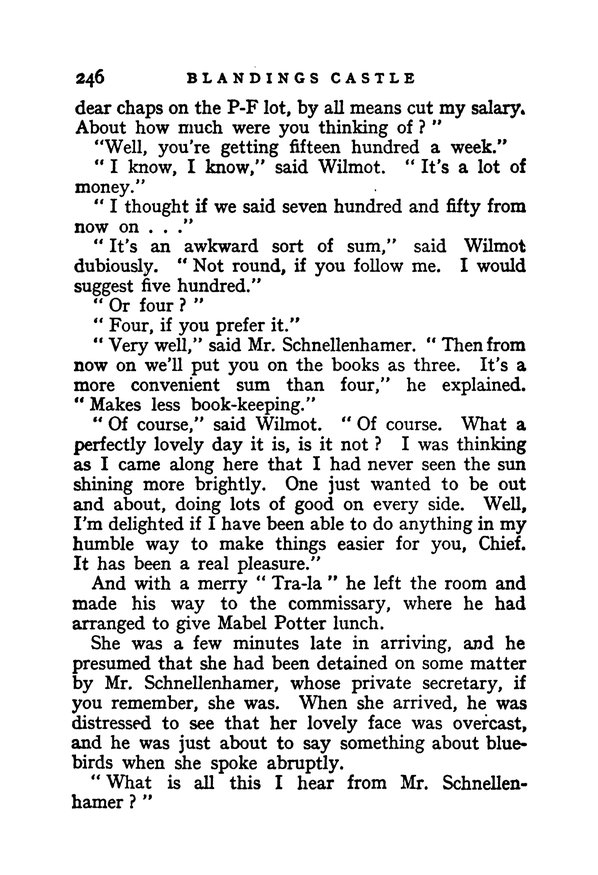 246 BLANDINGS CASTLE
dear chaps on the P-F lot, by all means cut my salary.
About how much were you thinking of ? "
"Well, you're getting fifteen hundred a week."
" I know, I know," said Wilmot. " It's a lot of
money."
" I thought if we said seven hundred and fifty from
now on . . ."
" It's an awkward sort of sum," said Wilmot
dubiously. " Not round, if you follow me. I would
suggest five hundred."
" Or four ? "
" Four, if you prefer it."
" Very well," said Mr. Schnellenhamer. " Then from
now on we'll put you on the books as three. It's a
more convenient sum than four," he explained.
" Makes less book-keeping."
" Of course," said Wilmot. " Of course. What a
perfectly lovely day it is, is it not ? I was thinking
as I came along here that I had never seen the sun
shining more brightly. One just wanted to be out
and about, doing lots of good on every side. Well,
I'm delighted if I have been able to do anything in my
humble way to make things easier for you, Chief.
It has been a real pleasure."
And with a merry " Tra-la " he left the room and
made his way to the commissary, where he had
arranged to give Mabel Potter lunch.
She was a few minutes late in arriving, and he
presumed that she had been detained on some matter
by Mr. Schnellenhamer, whose private secretary, if
you remember, she was. When she arrived, he was
distressed to see that her lovely face was overcast,
and he was just about to say something about blue-
birds when she spoke abruptly.
" What is all this I hear from Mr. Schnellen-
hamer ? "